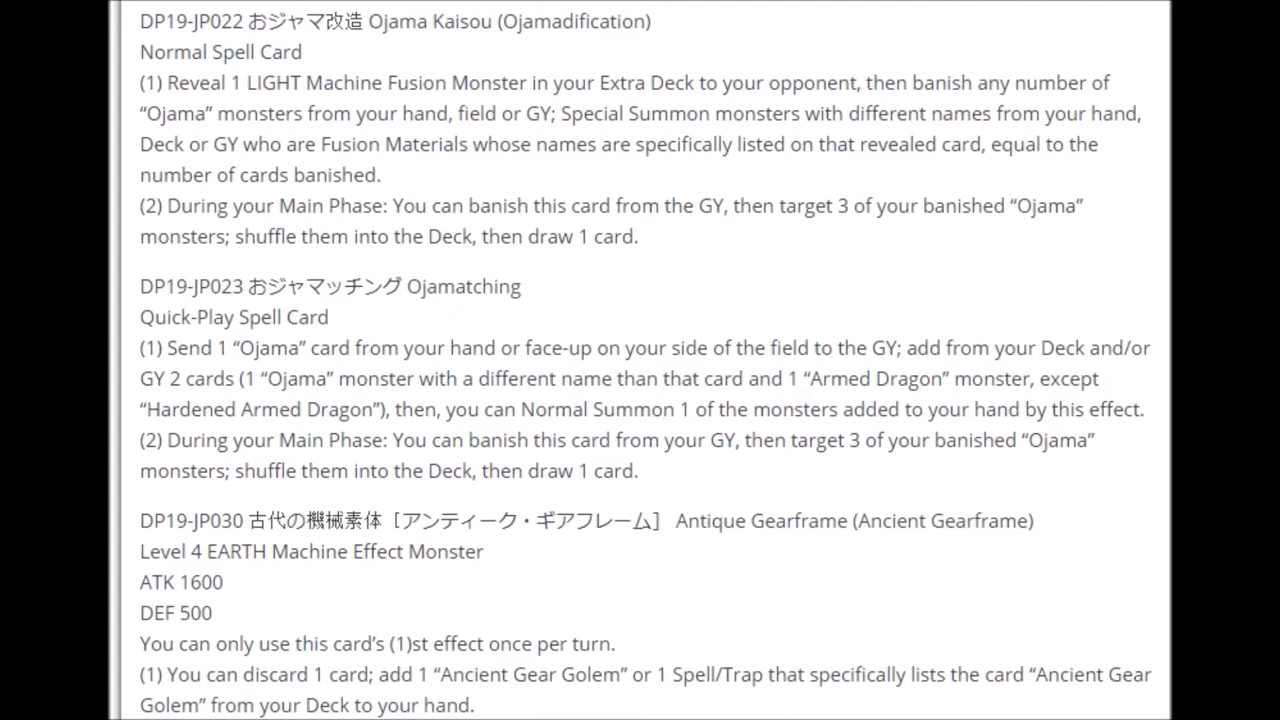 DP19-JP022 おジャマ改造 Ojama Kaisou (Ojamadification)
Normal Spell Card
(1) Reveal 1 LIGHT Machine Fusion Monster in your Extra Deck to your opponent, then banish any number of
“Ojama” monsters from your hand, field or GY; Special Summon monsters with different names from your hand,
Deck or GY who are Fusion Materials whose names are specifically listed on that revealed card, equal to the
number of cards banished.
(2) During your Main Phase: You can banish this card from the GY, then target 3 of your banished “Ojama”
monsters; shuffle them into the Deck, then draw 1 card.
DP19-JP023 おジャマッチング Ojamatching
Quick-Play Spell Card
(1) Send 1 “Ojama” card from your hand or face-up on your side of the field to the GY; add from your Deck and/or
GY 2 cards (1 “Ojama” monster with a different name than that card and 1 “Armed Dragon” monster, except
“Hardened Armed Dragon”), then, you can Normal Summon 1 of the monsters added to your hand by this effect.
(2) During your Main Phase: You can banish this card from your GY, then target 3 of your banished “Ojama”
monsters; shuffle them into the Deck, then draw 1 card.
DP19-JP030 古代の機械素体［アンティーク・ギアフレーム］ Antique Gearframe (Ancient Gearframe)
Level 4 EARTH Machine Effect Monster
ATK 1600
DEF 500
You can only use this card’s (1)st effect once per turn.
(1) You can discard 1 card; add 1 “Ancient Gear Golem” or 1 Spell/Trap that specifically lists the card “Ancient Gear
Golem” from your Deck to your hand.